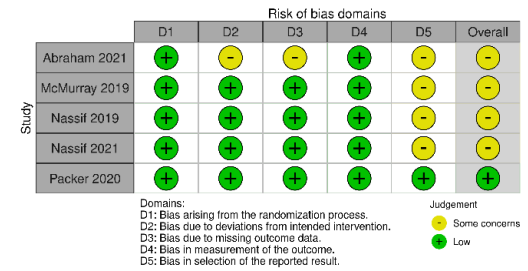 Risk of bias domains
D1 D2 D3 D4 D5 Overall
Study
Abraham 2021 + - - + - -
McMurray 2019 + + + + - -
Nassif 2019 + + + + - -
Nassif 2021 + + + + - -
Packer 2020 + + + + + +
Domains:
D1: Bias arising from the randomization process.
D2: Bias due to deviations from intended intervention.
D3: Bias due to missing outcome data.
D4: Bias in measurement of the outcome.
D5: Bias in selection of the reported result.
Judgement
- Some concerns
+ Low